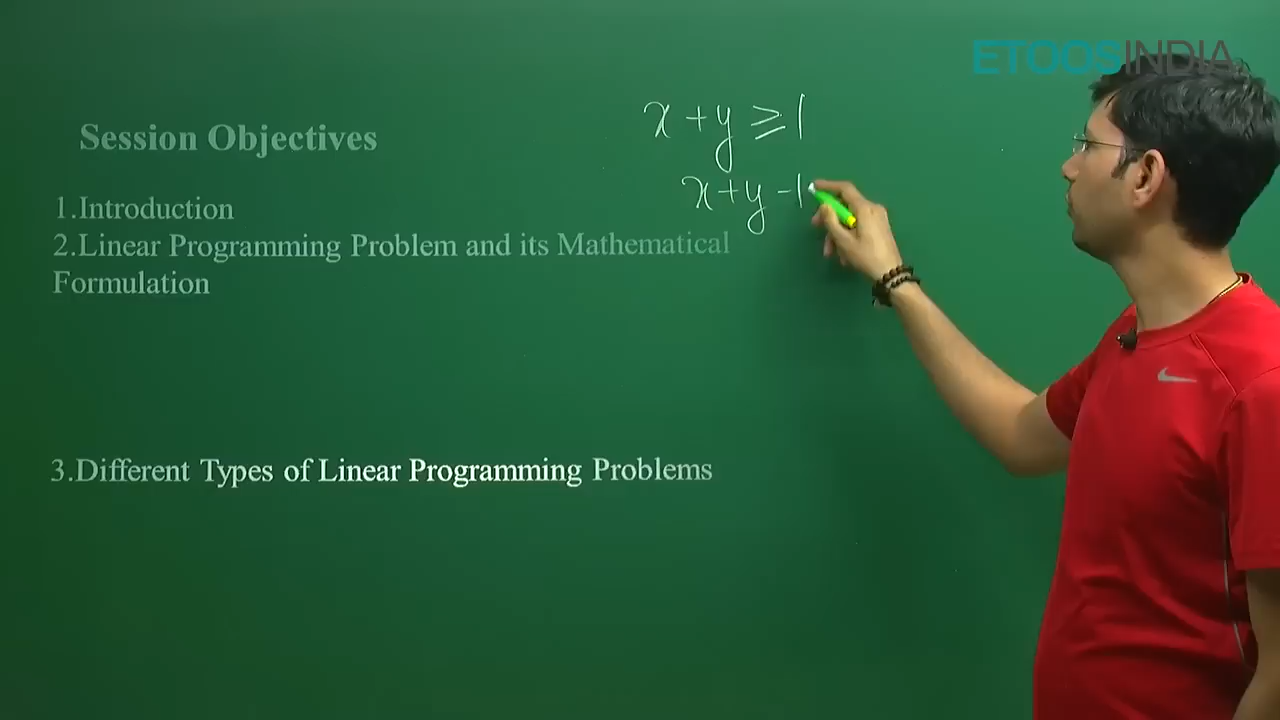 ETOOSINDIA
x + y ≥ 1
Session Objectives
x + y - 1
1.Introduction
2.Linear Programming Problem and its Mathematical
Formulation
3.Different Types of Linear Programming Problems